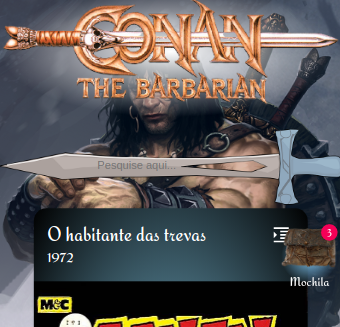 CONAN
THE BARBARIAN
Pesquise aqui...
O habitante das trevas
1972
3
Mochila
M&C